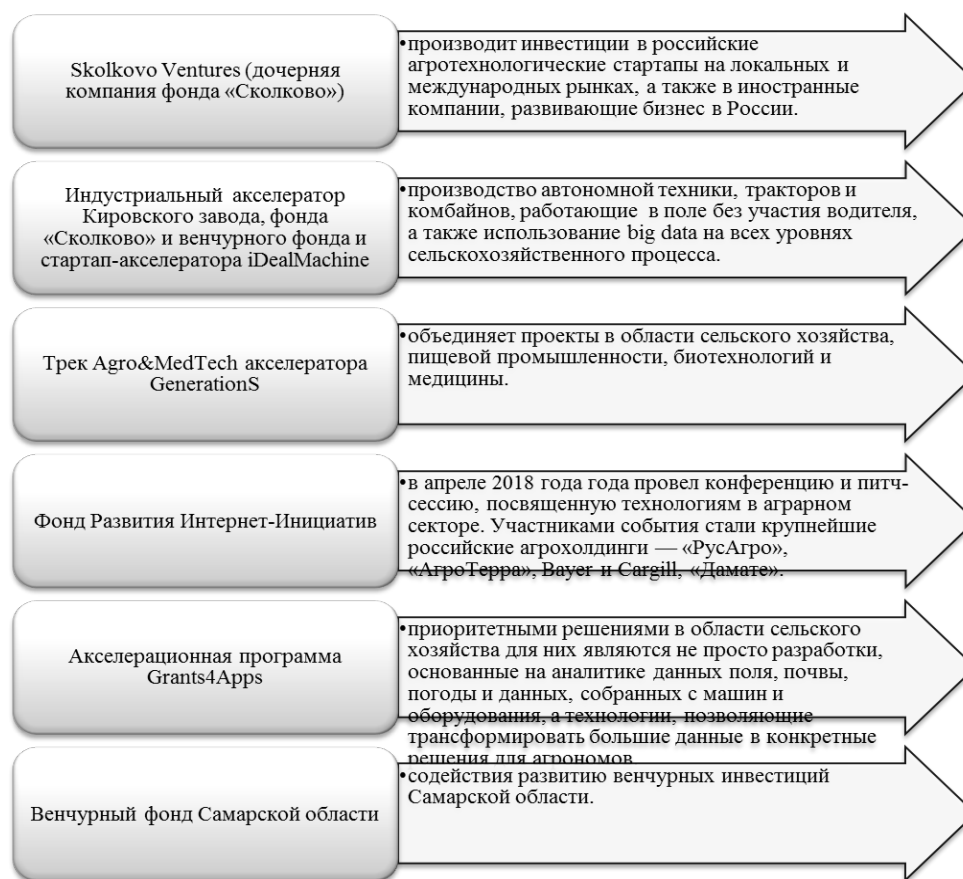 Skolkovo Ventures (дочерняя
компания фонда «Сколково»)
•производит инвестиции в российские
агротехнологические стартапы на локальных и
международных рынках, а также в иностранные
компании, развивающие бизнес в России.
Индустриальный акселератор
Кировского завода, фонда
«Сколково» и венчурного фонда и
стартап-акселератора iDealMachine
•производство автономной техники, тракторов и
комбайнов, работающие в поле без участия водителя,
а также использование big data на всех уровнях
сельскохозяйственного процесса.
Трек Agro&MedTech акселератора
GenerationS
•объединяет проекты в области сельского хозяйства,
пищевой промышленности, биотехнологий и
медицины.
Фонд Развития Интернет-Инициатив
•в апреле 2018 года года провел конференцию и питч-
сессию, посвященную технологиям в аграрном
секторе. Участниками события стали крупнейшие
российские агрохолдинги — «РусАгро»,
«АгроТерра», Bayer и Cargill, «Дамате».
Акселерационная программа
Grants4Apps
•приоритетными решениями в области сельского
хозяйства для них являются не просто разработки,
основанные на аналитике данных поля, почвы,
погоды и данных, собранных с машин и
оборудования, а технологии, позволяющие
трансформировать большие данные в конкретные
решения для агрономов.
Венчурный фонд Самарской области
•содействия развитию венчурных инвестиций
Самарской области.